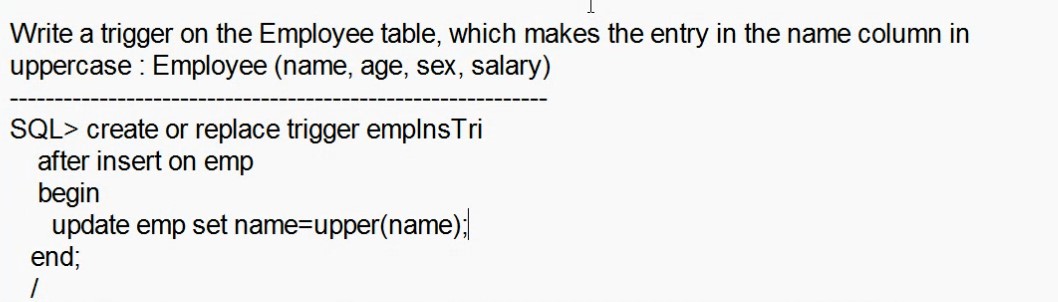 Write a trigger on the Employee table, which makes the entry in the name column in
uppercase : Employee (name, age, sex, salary)
------------------------------------------------------------
SQL> create or replace trigger empInsTri
after insert on emp
begin
update emp set name=upper(name);
end;
/